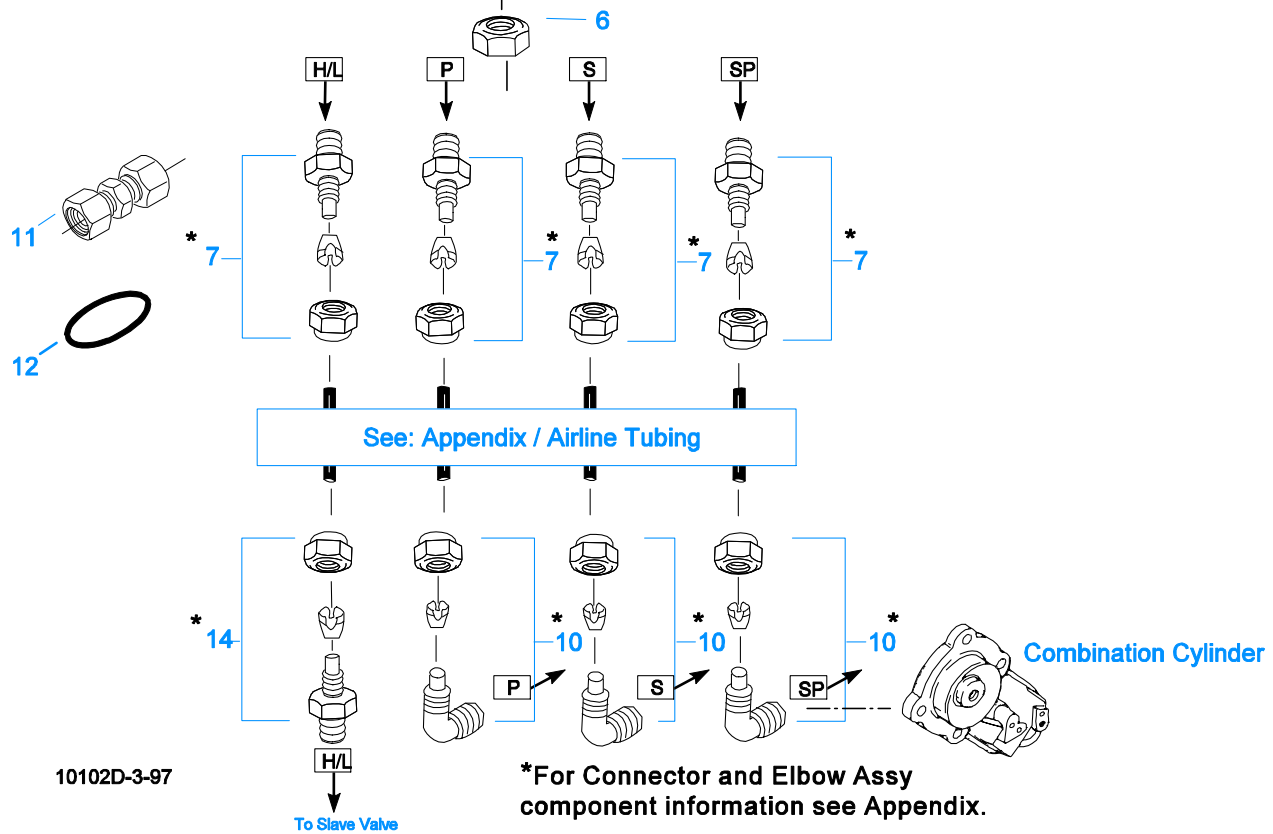 6
H/L
P
S
SP
11
* 7
* 7
* 7
* 7
12
See: Appendix / Airline Tubing
* 14
* 10
* 10
* 10
Combination Cylinder
P
S
SP
H/L
10102D-3-97
*For Connector and Elbow Assy
component information see Appendix.
To Slave Valve